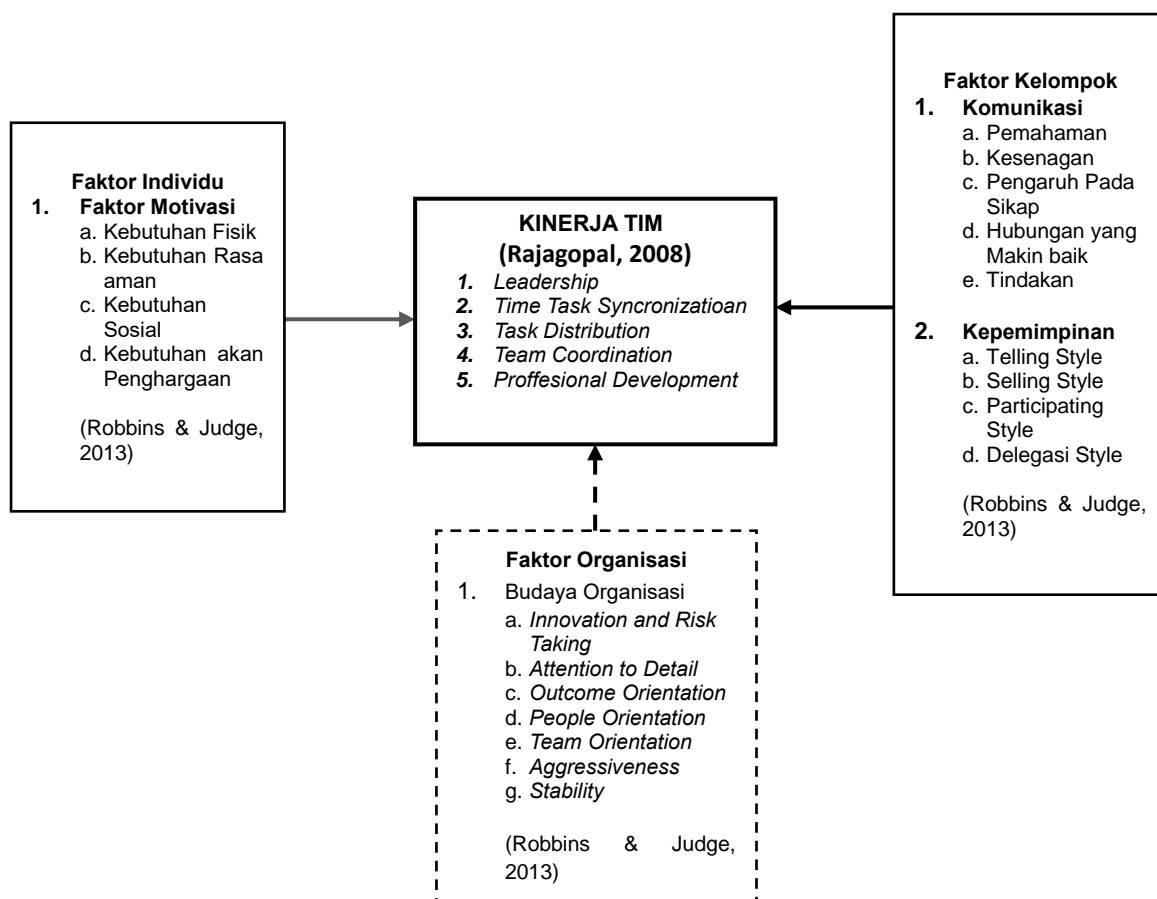 Faktor Individu
1. Faktor Motivasi
a. Kebutuhan Fisik
b. Kebutuhan Rasa
aman
c. Kebutuhan
Sosial
d. Kebutuhan akan
Penghargaan
(Robbins & Judge,
2013)
KINERJA TIM
(Rajagopal, 2008)
1. Leadership
2. Time Task Syncronizatioan
3. Task Distribution
4. Team Coordination
5. Proffesional Development
Faktor Kelompok
1. Komunikasi
a. Pemahaman
b. Kesenagan
c. Pengaruh Pada
Sikap
d. Hubungan yang
Makin baik
e. Tindakan
2. Kepemimpinan
a. Telling Style
b. Selling Style
c. Participating
Style
d. Delegasi Style
(Robbins & Judge,
2013)
Faktor Organisasi
1. Budaya Organisasi
a. Innovation and Risk
Taking
b. Attention to Detail
c. Outcome Orientation
d. People Orientation
e. Team Orientation
f. Aggressiveness
g. Stability
(Robbins & Judge,
2013)